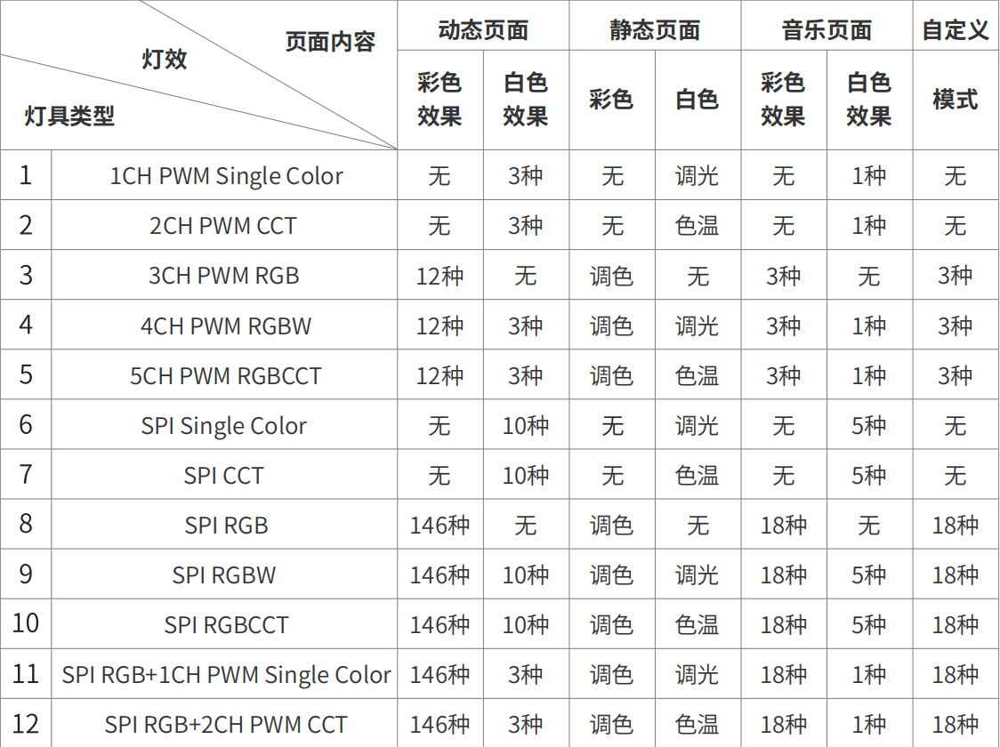 页面内容 动态页面 静态页面 音乐页面 自定义
灯效
灯具类型
彩色效果 白色效果 彩色 白色 彩色效果 白色效果 模式
1 1CH PWM Single Color 无 3种 无 调光 无 1种 无
2 2CH PWM CCT 无 3种 无 色温 无 1种 无
3 3CH PWM RGB 12种 无 调色 无 3种 无 3种
4 4CH PWM RGBW 12种 3种 调色 调光 3种 1种 3种
5 5CH PWM RGBCCT 12种 3种 调色 色温 3种 1种 3种
6 SPI Single Color 无 10种 无 调光 无 5种 无
7 SPI CCT 无 10种 无 色温 无 5种 无
8 SPI RGB 146种 无 调色 无 18种 无 18种
9 SPI RGBW 146种 10种 调色 调光 18种 5种 18种
10 SPI RGBCCT 146种 10种 调色 色温 18种 5种 18种
11 SPI RGB+1CH PWM Single Color 146种 3种 调色 调光 18种 1种 18种
12 SPI RGB+2CH PWM CCT 146种 3种 调色 色温 18种 1种 18种